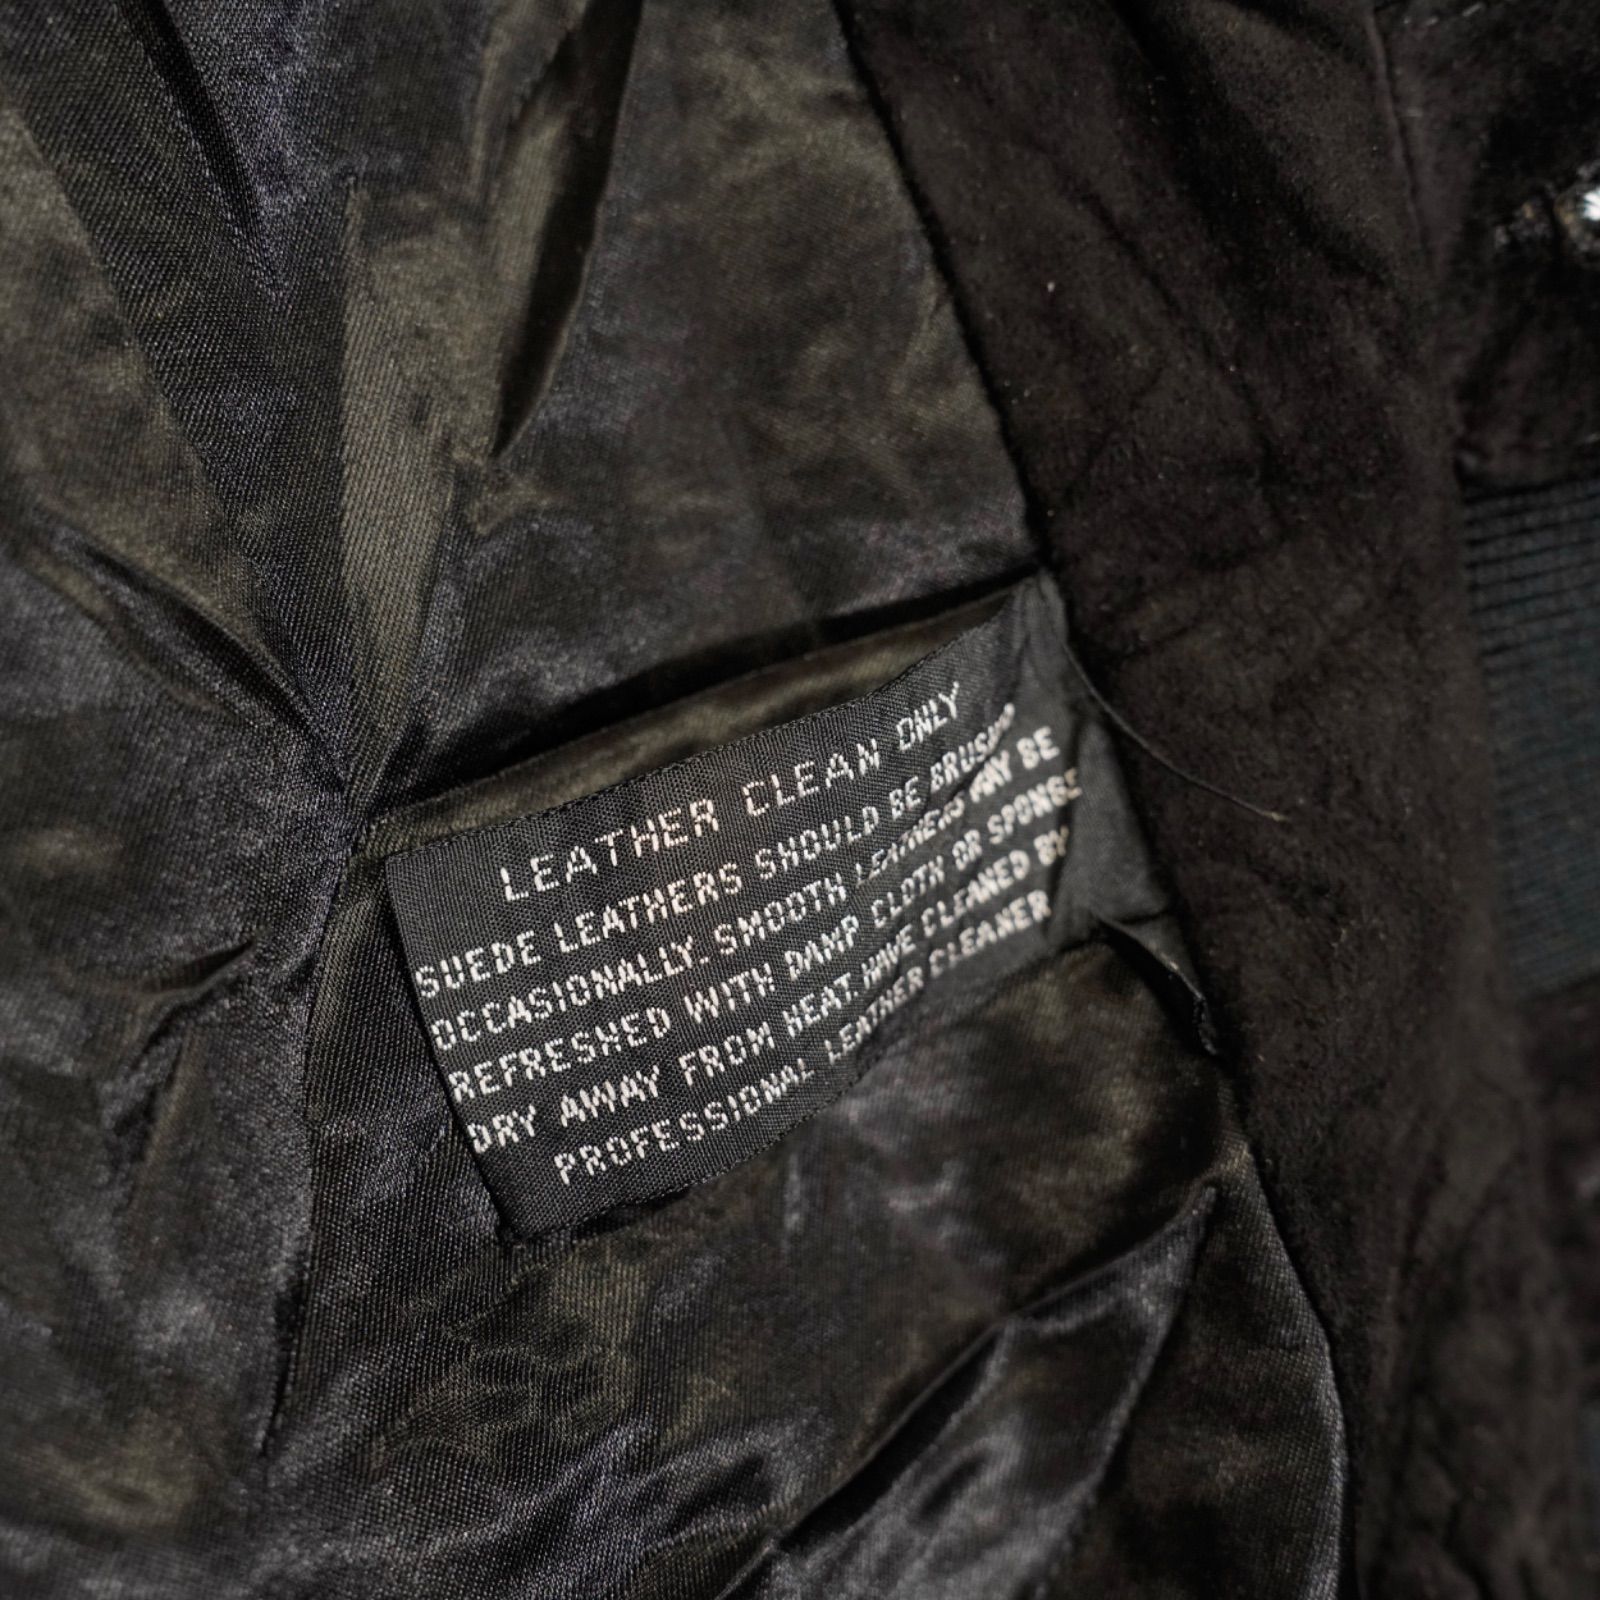 LEATHER CLEAN ONLY
SUEDE LEATHERS SHOULD BE BRUSHED
OCCASIONALLY. SMOOTH LEATHERS MAY BE
REFRESHED WITH DAMP CLOTH OR SPONGE
DRY AWAY FROM HEAT. HAVE CLEANED BY
PROFESSIONAL LEATHER CLEANER